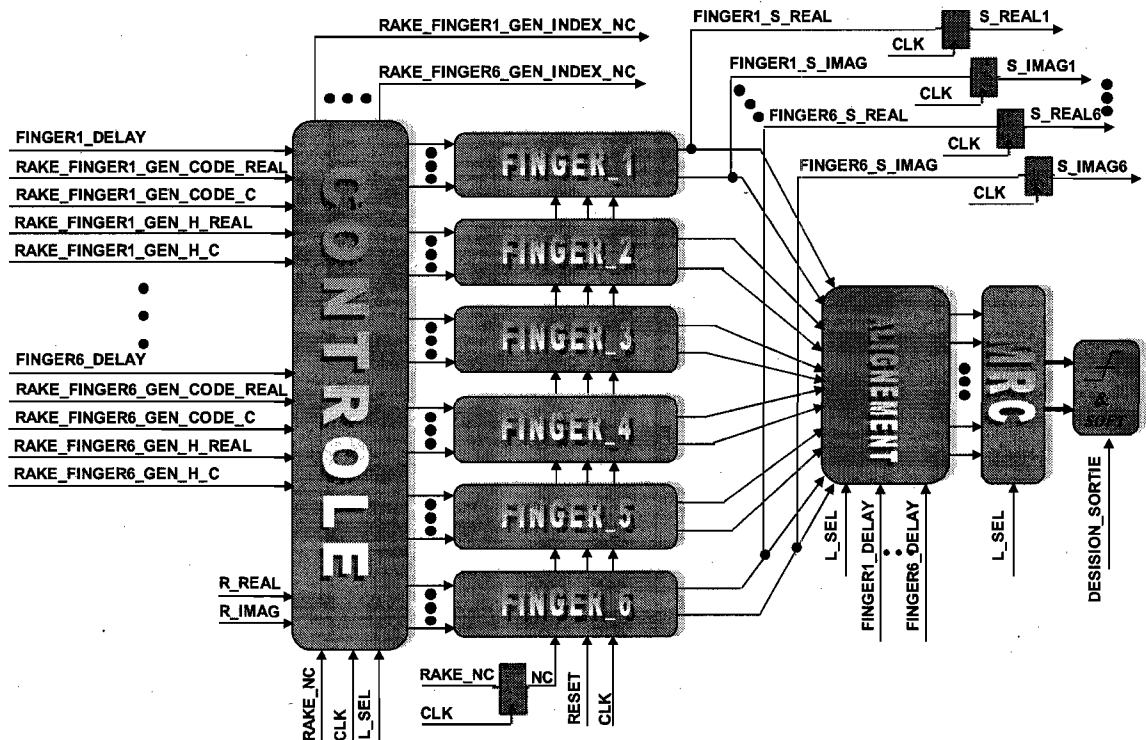 RAKE_FINGER1_GEN_INDEX_NC
RAKE_FINGER6_GEN_INDEX_NC
FINGER1_S_REAL
S_REAL1
CLK
FINGER1_S_IMAG
S_IMAG1
CLK
FINGER6_S_REAL
S_REAL6
CLK
FINGER6_S_IMAG
S_IMAG6
CLK
FINGER1_DELAY
RAKE_FINGER1_GEN_CODE_REAL
RAKE_FINGER1_GEN_CODE_C
RAKE_FINGER1_GEN_H_REAL
RAKE_FINGER1_GEN_H_C
FINGER6_DELAY
RAKE_FINGER6_GEN_CODE_REAL
RAKE_FINGER6_GEN_CODE_C
RAKE_FINGER6_GEN_H_REAL
RAKE_FINGER6_GEN_H_C
R_REAL
R_IMAG
CONTROLE
RAKE_NC
CLK
L_SEL
FINGER_1
FINGER_2
FINGER_3
FINGER_4
FINGER_5
FINGER_6
RAKE_NC
NC
CLK
RESET
CLK
ALIGNEMENT
L_SEL
FINGER1_DELAY
FINGER6_DELAY
MRC
L_SEL
&
SOFT
DESISION_SORTIE